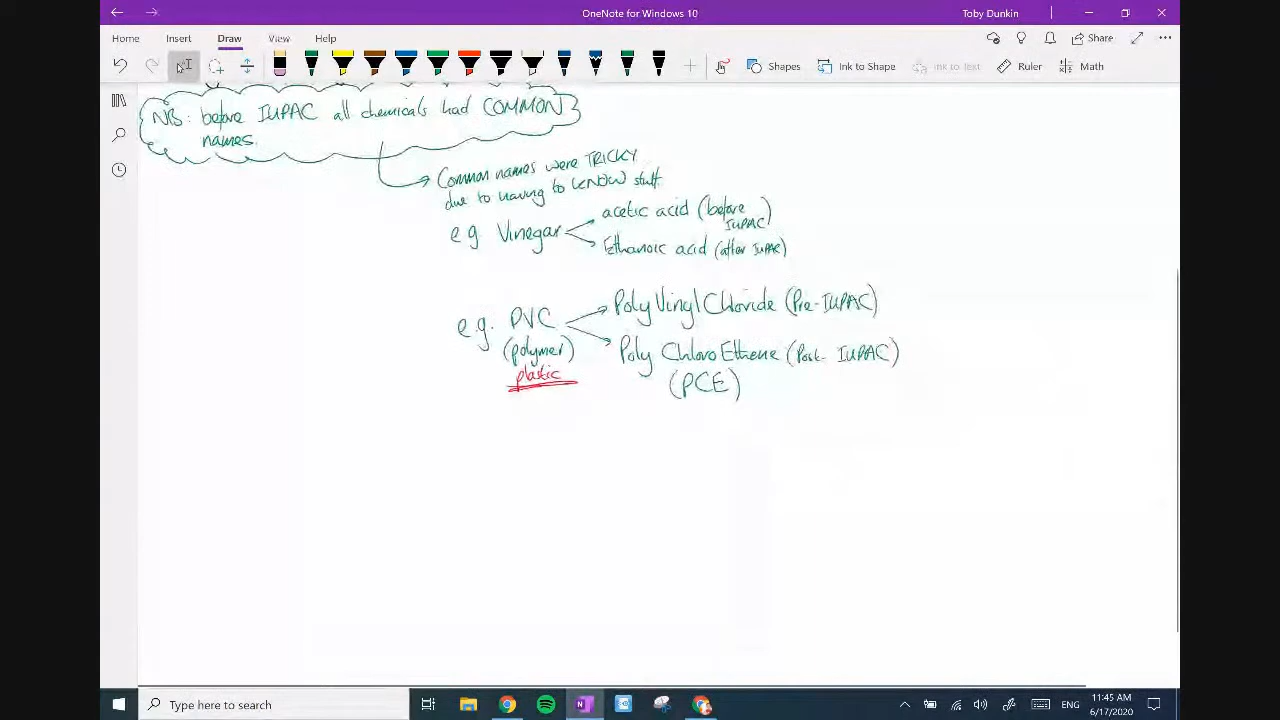 OneNote for Windows 10
Toby Dunkin
Home Insert Draw View Help
Share
Shapes Ink to Shape Ink to Text Ruler Math
NB: before IUPAC all chemicals had COMMON
names.
Common names were TRICKY
due to having to KNOW stuff.
e.g. Vinegar
acetic acid (before
IUPAC)
Ethanoic acid (after IUPAC)
e.g. PVC
(polymer)
plastic
Poly Vinyl Chloride (Pre-IUPAC)
Poly Chloro Ethene (Post-IUPAC)
(PCE)
Type here to search
ENG
11:45 AM
6/17/2020